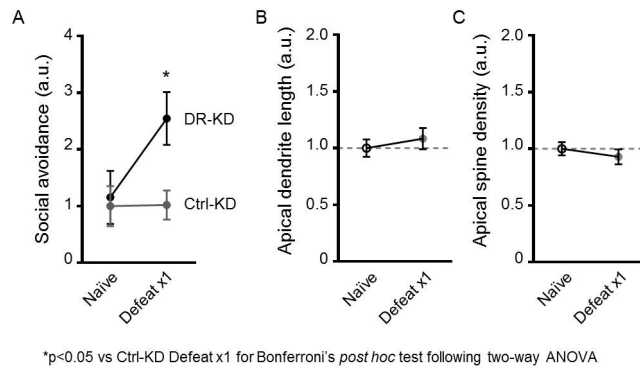 A
Social avoidance (a.u.)
4
3
2
1
0
*
DR-KD
Ctrl-KD
Naïve
Defeat x1
B
Apical dendrite length (a.u.)
2.0
1.5
1.0
0.5
0
Naïve
Defeat x1
C
Apical spine density (a.u.)
2.0
1.5
1.0
0.5
0
Naïve
Defeat x1
*p<0.05 vs Ctrl-KD Defeat x1 for Bonferroni's post hoc test following two-way ANOVA